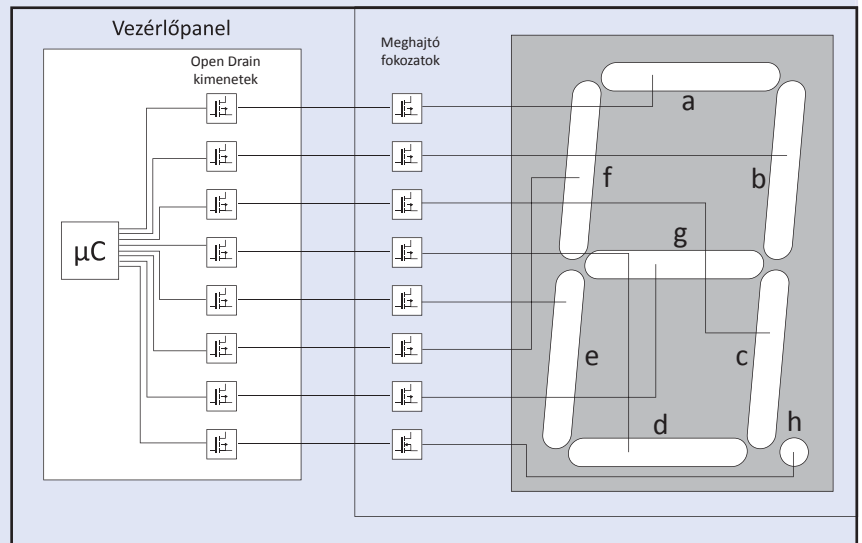 Vezérlőpanel
Open Drain
kimenetek
Meghajtó
fokozatok
µC
a
f
b
g
e
c
d
h